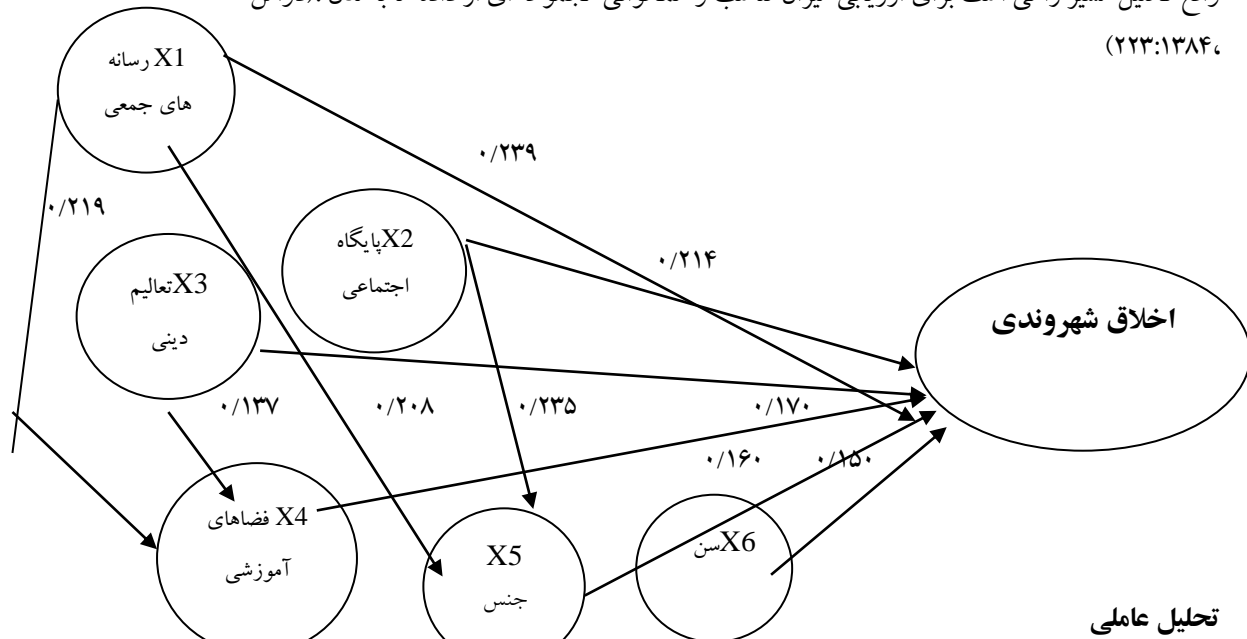 ،۲۲۳:۱۳۸۴)
X1 رسانه
های جمعی
۰/۲۳۹
۰/۲۱۹
X2پایگاه
اجتماعی
۰/۲۱۴
X3تعالیم
دینی
اخلاق شهروندی
۰/۱۳۷
۰/۲۰۸
۰/۲۳۵
۰/۱۷۰
۰/۱۶۰
۰/۱۵۰
X4 فضاهای
آموزشی
X5
جنس
X6سن
تحلیل عاملی